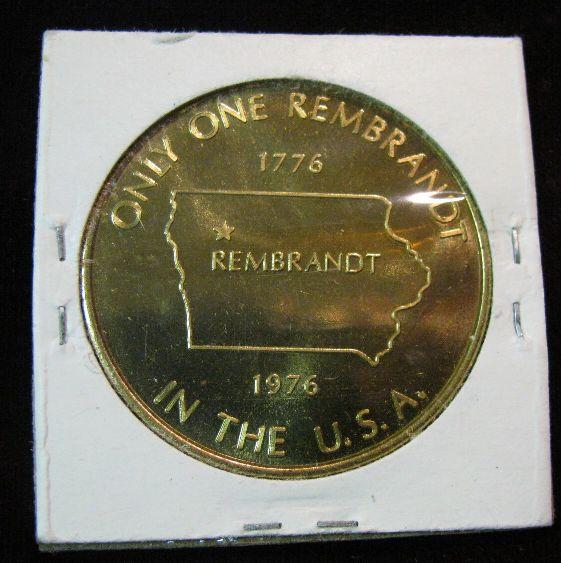 ONLY ONE REMBRANDT
1776
REMBRANDT
1976
IN THE U.S.A.